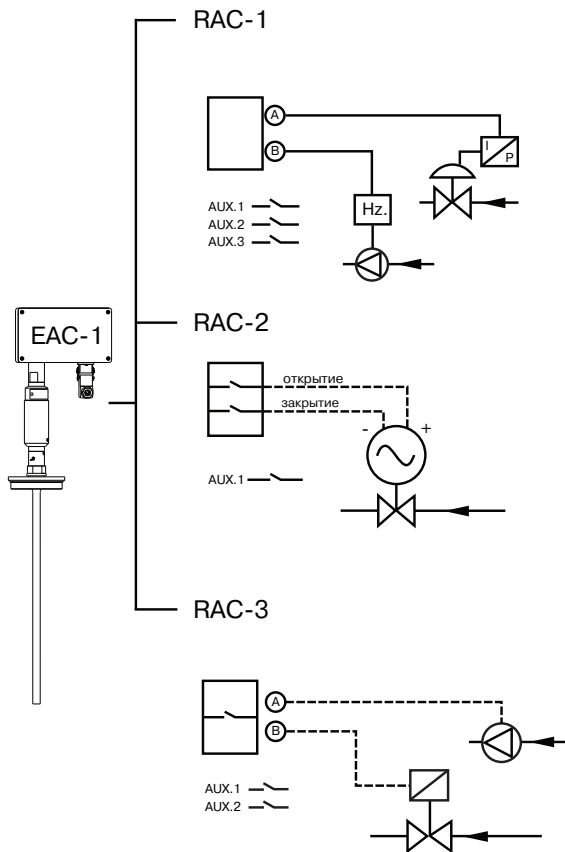 RAC-1
A
I
P
B
Hz.
AUX.1
AUX.2
AUX.3
EAC-1
RAC-2
открытие
закрытие
- +
AUX.1
RAC-3
A
B
AUX.1
AUX.2